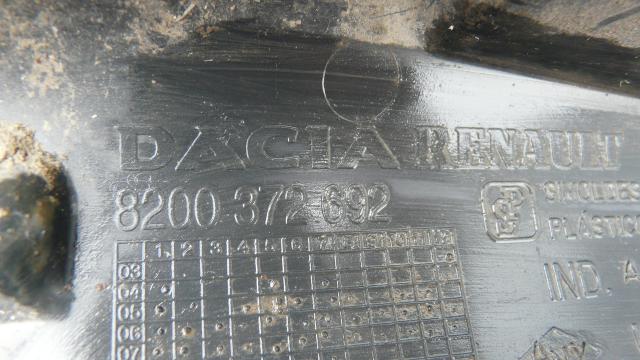 DACIA RENAULT
8200 372 692
SIMOLDES
PLÁSTICO
IND. A
1 2 3 4 5 6 7 8 9 10 11 12
03
04
05
06
07